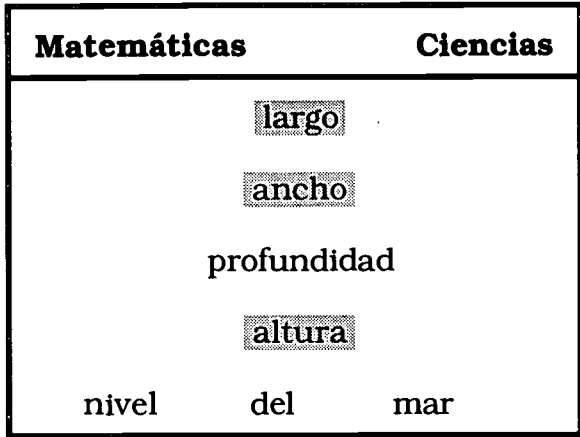 Matemáticas Ciencias
largo
ancho
profundidad
altura
nivel del mar